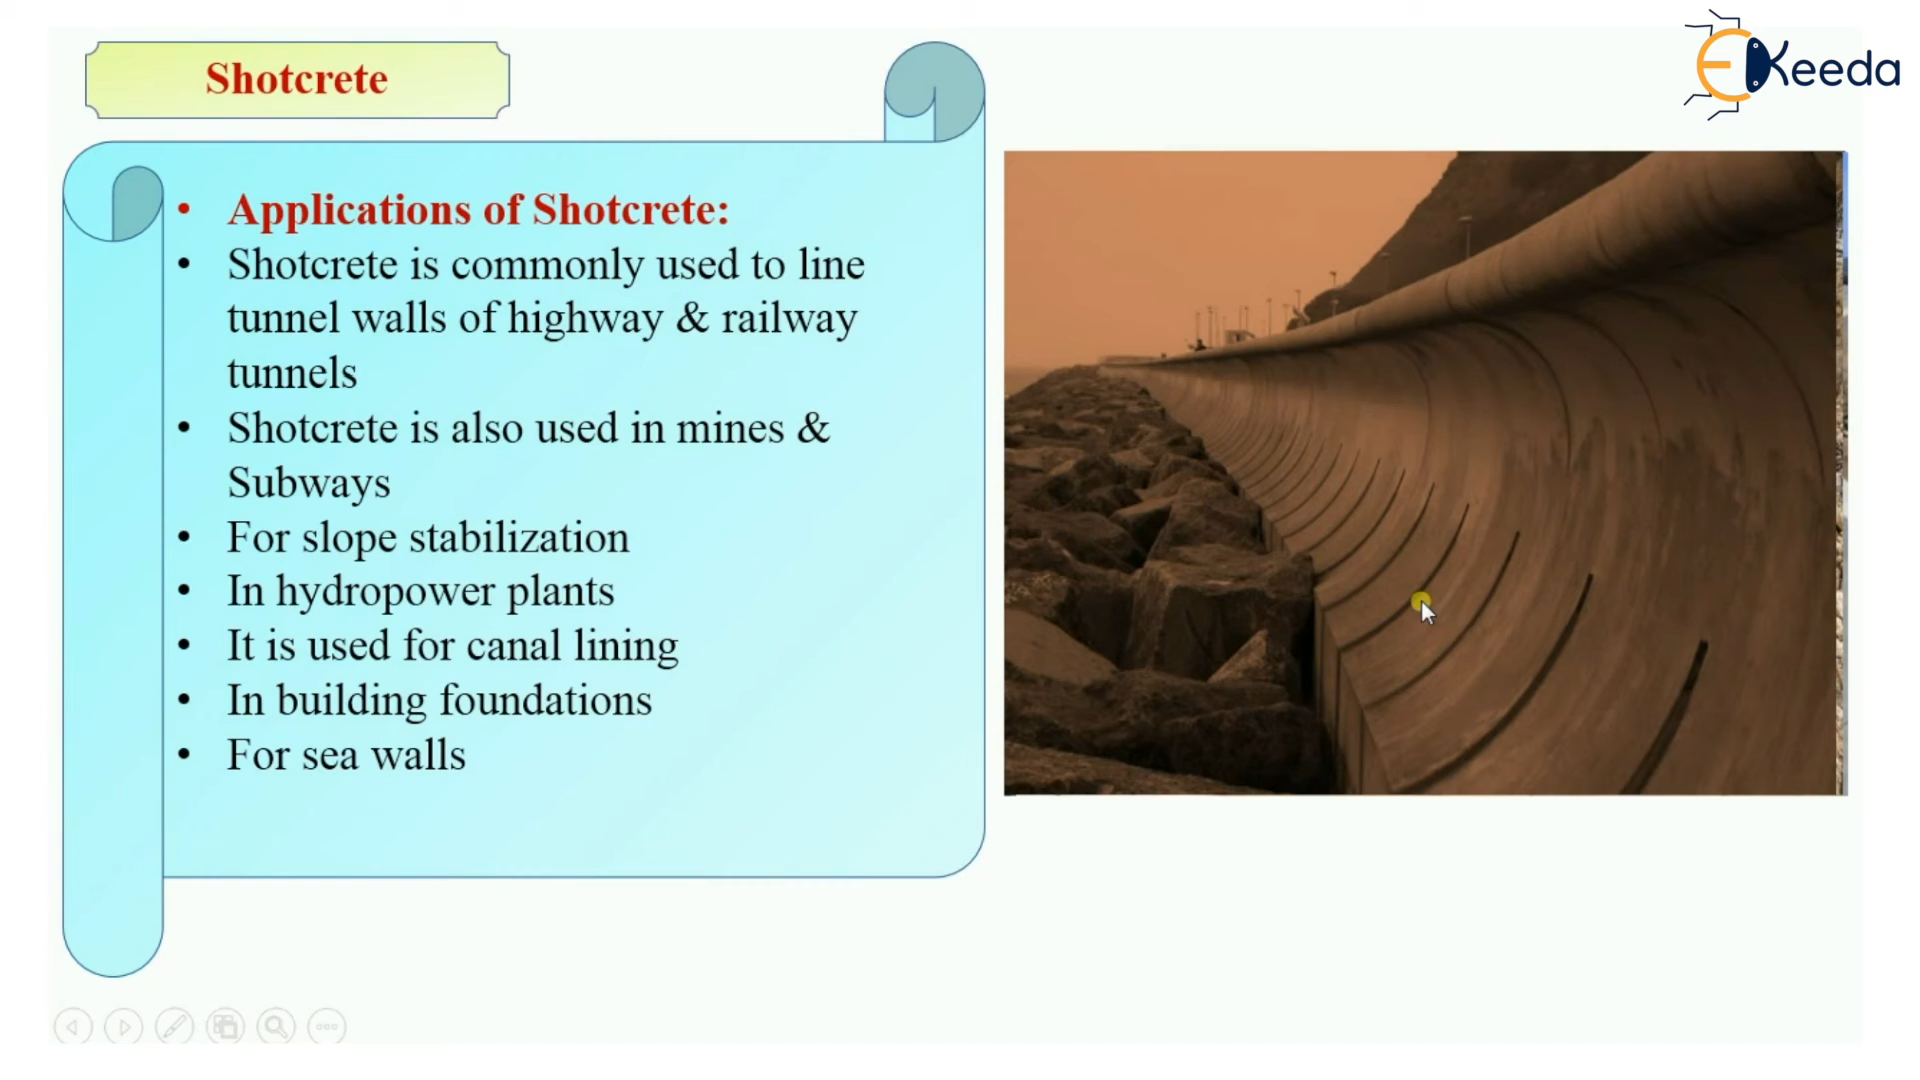 Shotcrete
EKeeda
• Applications of Shotcrete:
• Shotcrete is commonly used to line
tunnel walls of highway & railway
tunnels
• Shotcrete is also used in mines &
Subways
• For slope stabilization
• In hydropower plants
• It is used for canal lining
• In building foundations
• For sea walls